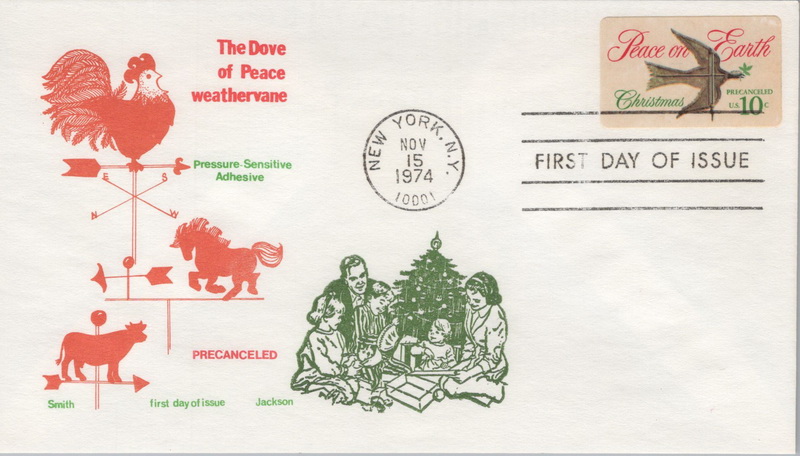 The Dove
of Peace
weathervane
Pressure-Sensitive
Adhesive
E S
N W
PRECANCELED
Smith first day of issue Jackson
NEW YORK, N.Y.
NOV
15
1974
10001
Peace on Earth
Christmas
PRECANCELED
U.S. 10 C
FIRST DAY OF ISSUE